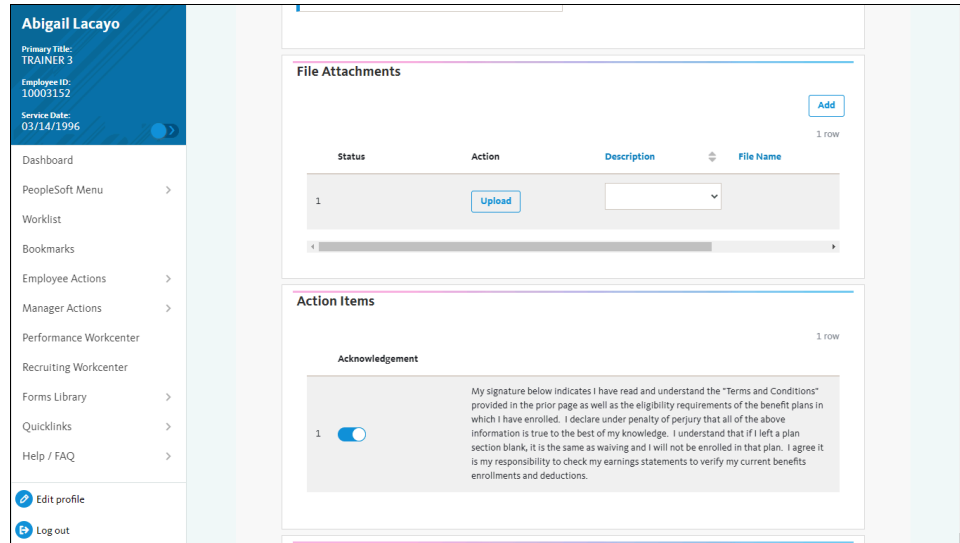 Abigail Lacayo
Primary Title:
TRAINER 3
Employee ID:
10003152
Service Date:
03/14/1996
Dashboard
PeopleSoft Menu
Worklist
Bookmarks
Employee Actions
Manager Actions
Performance Workcenter
Recruiting Workcenter
Forms Library
Quicklinks
Help / FAQ
Edit profile
Log out
File Attachments
Add
1 row
Status Action Description File Name
1 Upload
Action Items
1 row
Acknowledgement
My signature below indicates I have read and understand the "Terms and Conditions"
provided in the prior page as well as the eligibility requirements of the benefit plans in
which I have enrolled. I declare under penalty of perjury that all of the above
1 information is true to the best of my knowledge. I understand that if I left a plan
section blank, it is the same as waiving and I will not be enrolled in that plan. I agree it
is my responsibility to check my earnings statements to verify my current benefits
enrollments and deductions.